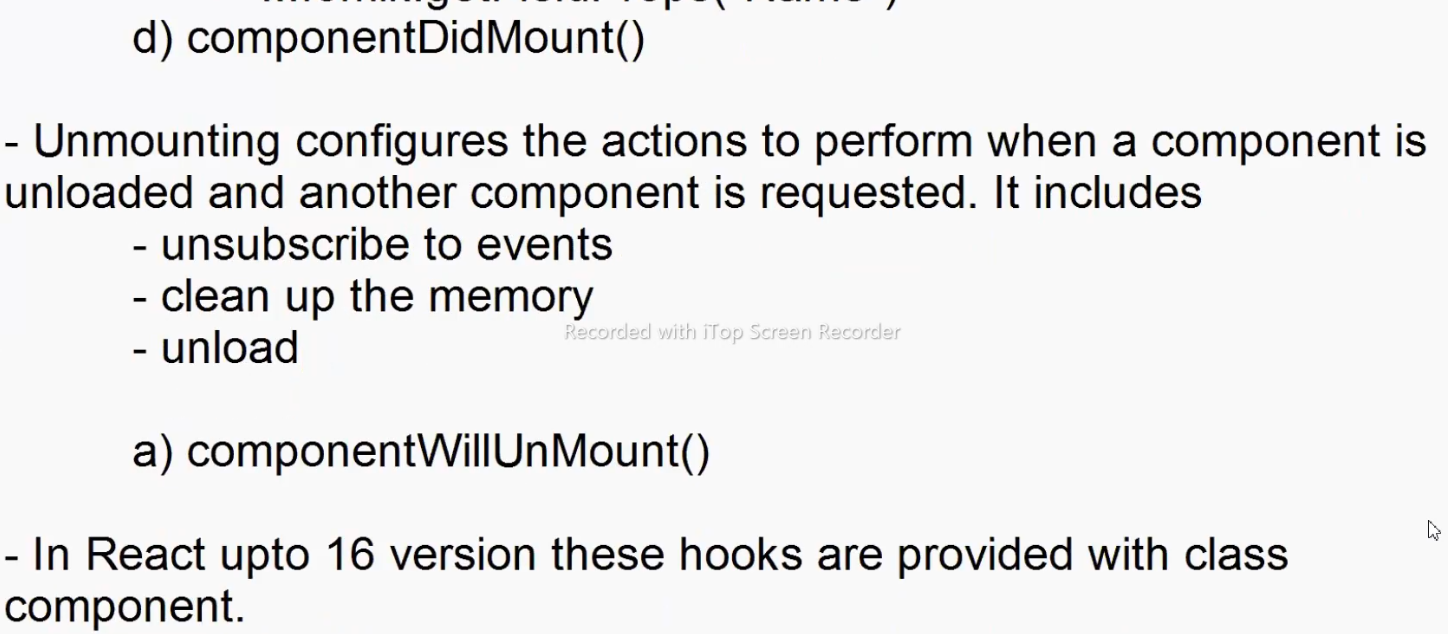 d) componentDidMount()
- Unmounting configures the actions to perform when a component is
unloaded and another component is requested. It includes
- unsubscribe to events
- clean up the memory
- unload
Recorded with iTop Screen Recorder
a) componentWillUnMount()
- In React upto 16 version these hooks are provided with class
component.